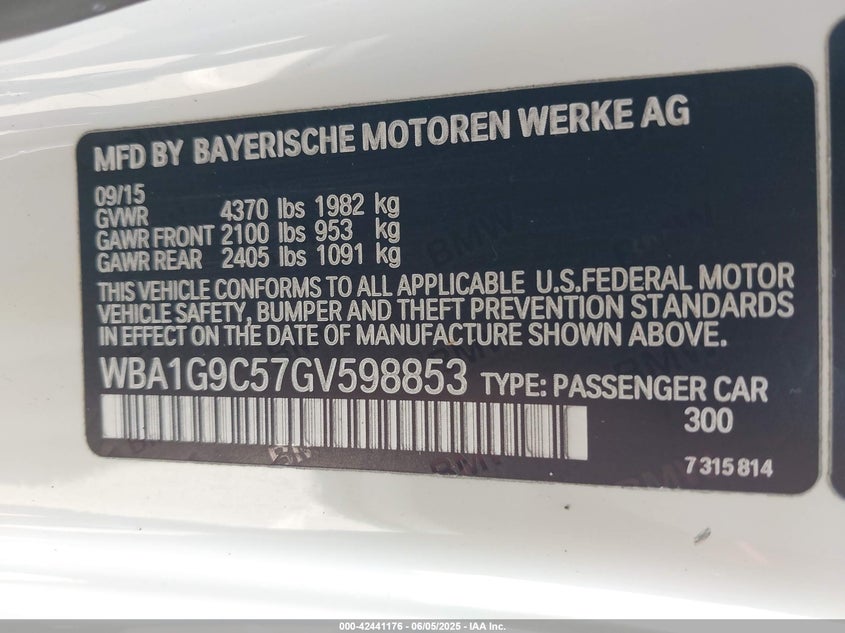 MFD BY BAYERISCHE MOTOREN WERKE AG
09/15
GVWR 4370 lbs 1982 kg
GAWR FRONT 2100 lbs 953 kg
GAWR REAR 2405 lbs 1091 kg
THIS VEHICLE CONFORMS TO ALL APPLICABLE U.S.FEDERAL MOTOR
VEHICLE SAFETY, BUMPER AND THEFT PREVENTION STANDARDS
IN EFFECT ON THE DATE OF MANUFACTURE SHOWN ABOVE.
WBA1G9C57GV598853 TYPE: PASSENGER CAR
300
7315814
000-42441176 | 06/05/2025 - IAA Inc.